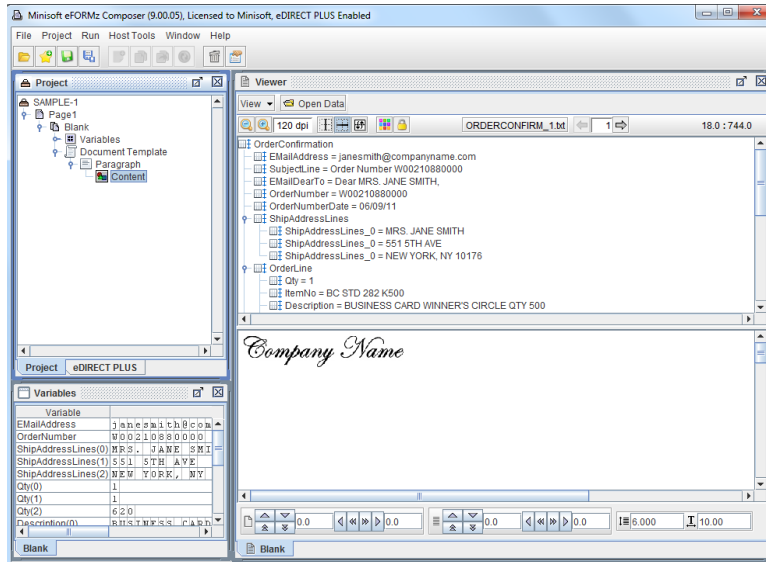 Minisoft eFORMz Composer (9.00.05), Licensed to Minisoft, eDIRECT PLUS Enabled
File Project Run Host Tools Window Help
Project
SAMPLE-1
Page1
Blank
Variables
Document Template
Paragraph
Content
Project eDIRECT PLUS
Variables
Variable
EMailAddress janesmith@com
OrderNumber W00210880000
ShipAddressLines(0) MRS. JANE SMI
ShipAddressLines(1) 551 5TH AVE
ShipAddressLines(2) NEW YORK, NY
Qty(0) 1
Qty(1) 1
Qty(2) 620
Description(0) BUSINESS CARD
Blank
Viewer
View Open Data
120 dpi ORDERCONFIRM_1.txt 1 18.0 : 744.0
OrderConfirmation
EMailAddress = janesmith@companyname.com
SubjectLine = Order Number W00210880000
EMailDearTo = Dear MRS. JANE SMITH,
OrderNumber = W00210880000
OrderNumberDate = 06/09/11
ShipAddressLines
ShipAddressLines_0 = MRS. JANE SMITH
ShipAddressLines_0 = 551 5TH AVE
ShipAddressLines_0 = NEW YORK, NY 10176
OrderLine
Qty = 1
ItemNo = BC STD 282 K500
Description = BUSINESS CARD WINNER'S CIRCLE QTY 500
Company Name
0.0 0.0 0.0 0.0 6.000 10.00
Blank